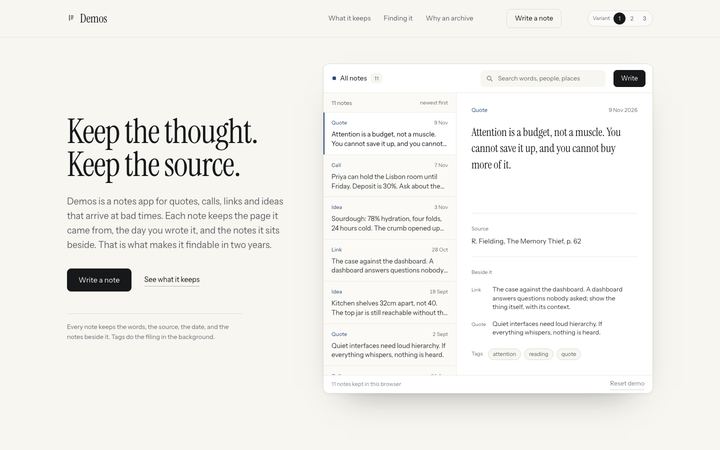 Demos
What it keeps
Finding it
Why an archive
Write a note
Variant 1 2 3
Keep the thought.
Keep the source.
Demos is a notes app for quotes, calls, links and ideas
that arrive at bad times. Each note keeps the page it
came from, the day you wrote it, and the notes it sits
beside. That is what makes it findable in two years.
Write a note
See what it keeps
Every note keeps the words, the source, the date, and the
notes beside it. Tags do the filing in the background.
All notes 11
Search words, people, places
Write
11 notes
newest first
Quote 9 Nov
Attention is a budget, not a muscle.
You cannot save it up, and you cannot...
Call 7 Nov
Priya can hold the Lisbon room until
Friday. Deposit is 30%. Ask about the...
Idea 3 Nov
Sourdough: 78% hydration, four folds,
24 hours cold. The crumb opened up...
Link 28 Oct
The case against the dashboard. A
dashboard answers questions nobody...
Idea 18 Sept
Kitchen shelves 32cm apart, not 40.
The top jar is still reachable without th...
Quote 2 Sept
Quiet interfaces need loud hierarchy. If
everything whispers, nothing is heard.
Quote 9 Nov 2026
Attention is a budget, not a muscle. You
cannot save it up, and you cannot buy
more of it.
Source
R. Fielding, The Memory Thief, p. 62
Beside it
Link The case against the dashboard. A dashboard
answers questions nobody asked; show the
thing itself, with its context.
Quote Quiet interfaces need loud hierarchy. If
everything whispers, nothing is heard.
Tags attention reading quote
11 notes kept in this browser
Reset demo